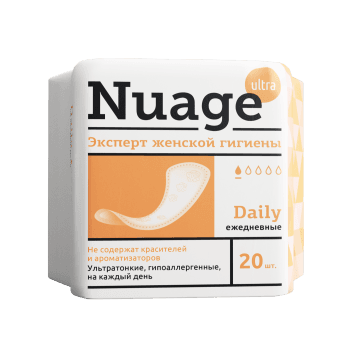 Nuage
ultra
Эксперт женской гигиены
Daily
ежедневные
Не содержат красителей
и ароматизаторов
Ультратонкие, гипоаллергенные,
на каждый день
20 шт.